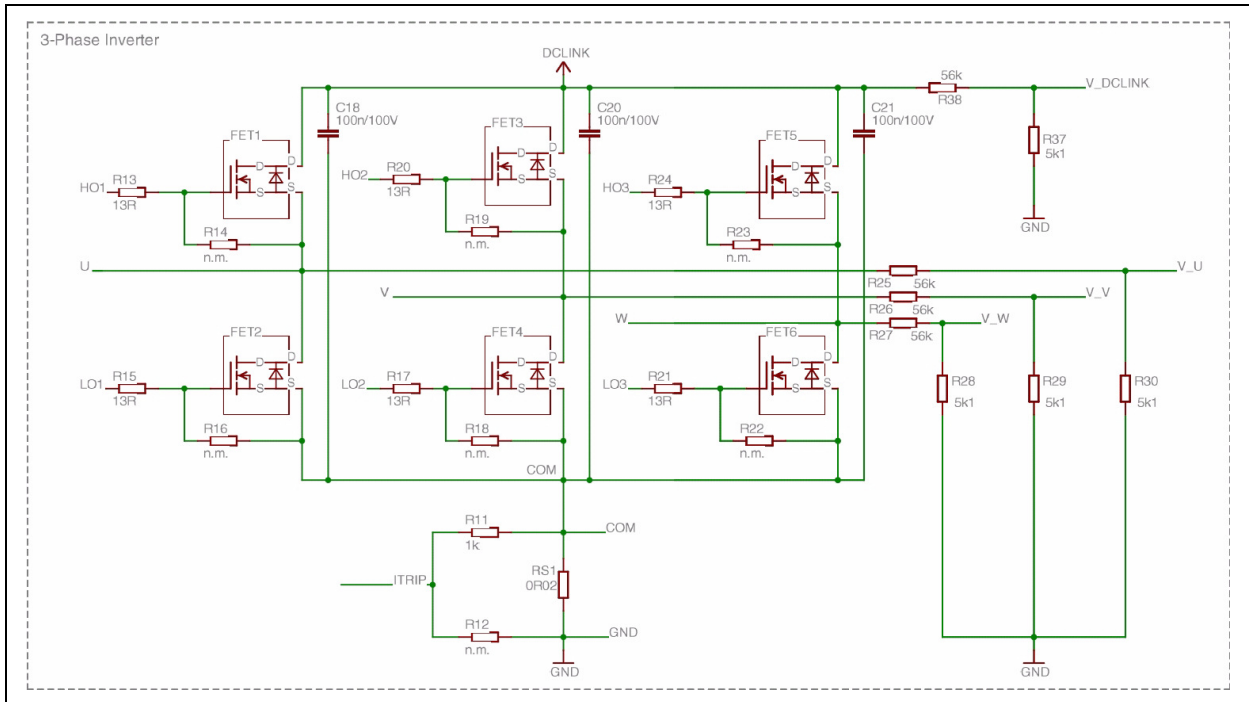 3-Phase Inverter
DCLINK
56k
R38
V_DCLINK
C18
100n/100V
C20
100n/100V
C21
100n/100V
R37
5k1
GND
FET1
D
D
S
S
HO1
R13
13R
R14
n.m.
FET3
D
D
S
S
HO2
R20
13R
R19
n.m.
FET5
D
D
S
S
HO3
R24
13R
R23
n.m.
U
R25
56k
V_U
V
R26
56k
V_V
W
R27
56k
V_W
FET2
D
D
S
S
LO1
R15
13R
R16
n.m.
FET4
D
D
S
S
LO2
R17
13R
R18
n.m.
FET6
D
D
S
S
LO3
R21
13R
R22
n.m.
R28
5k1
R29
5k1
R30
5k1
COM
R11
1k
COM
ITRIP
RS1
0R02
R12
n.m.
GND
GND
GND